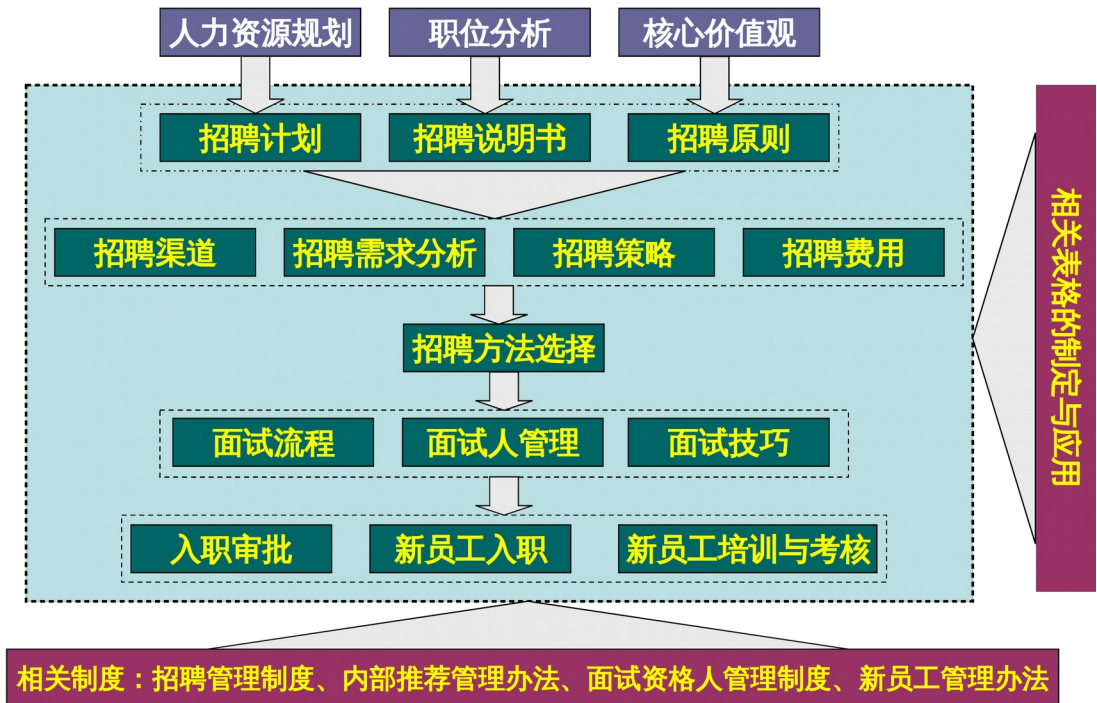 人力资源规划
职位分析
核心价值观
招聘计划
招聘说明书
招聘原则
招聘渠道
招聘需求分析
招聘策略
招聘费用
招聘方法选择
面试流程
面试人管理
面试技巧
入职审批
新员工入职
新员工培训与考核
相关表格的制定与应用
相关制度：招聘管理制度、内部推荐管理办法、面试资格人管理制度、新员工管理办法